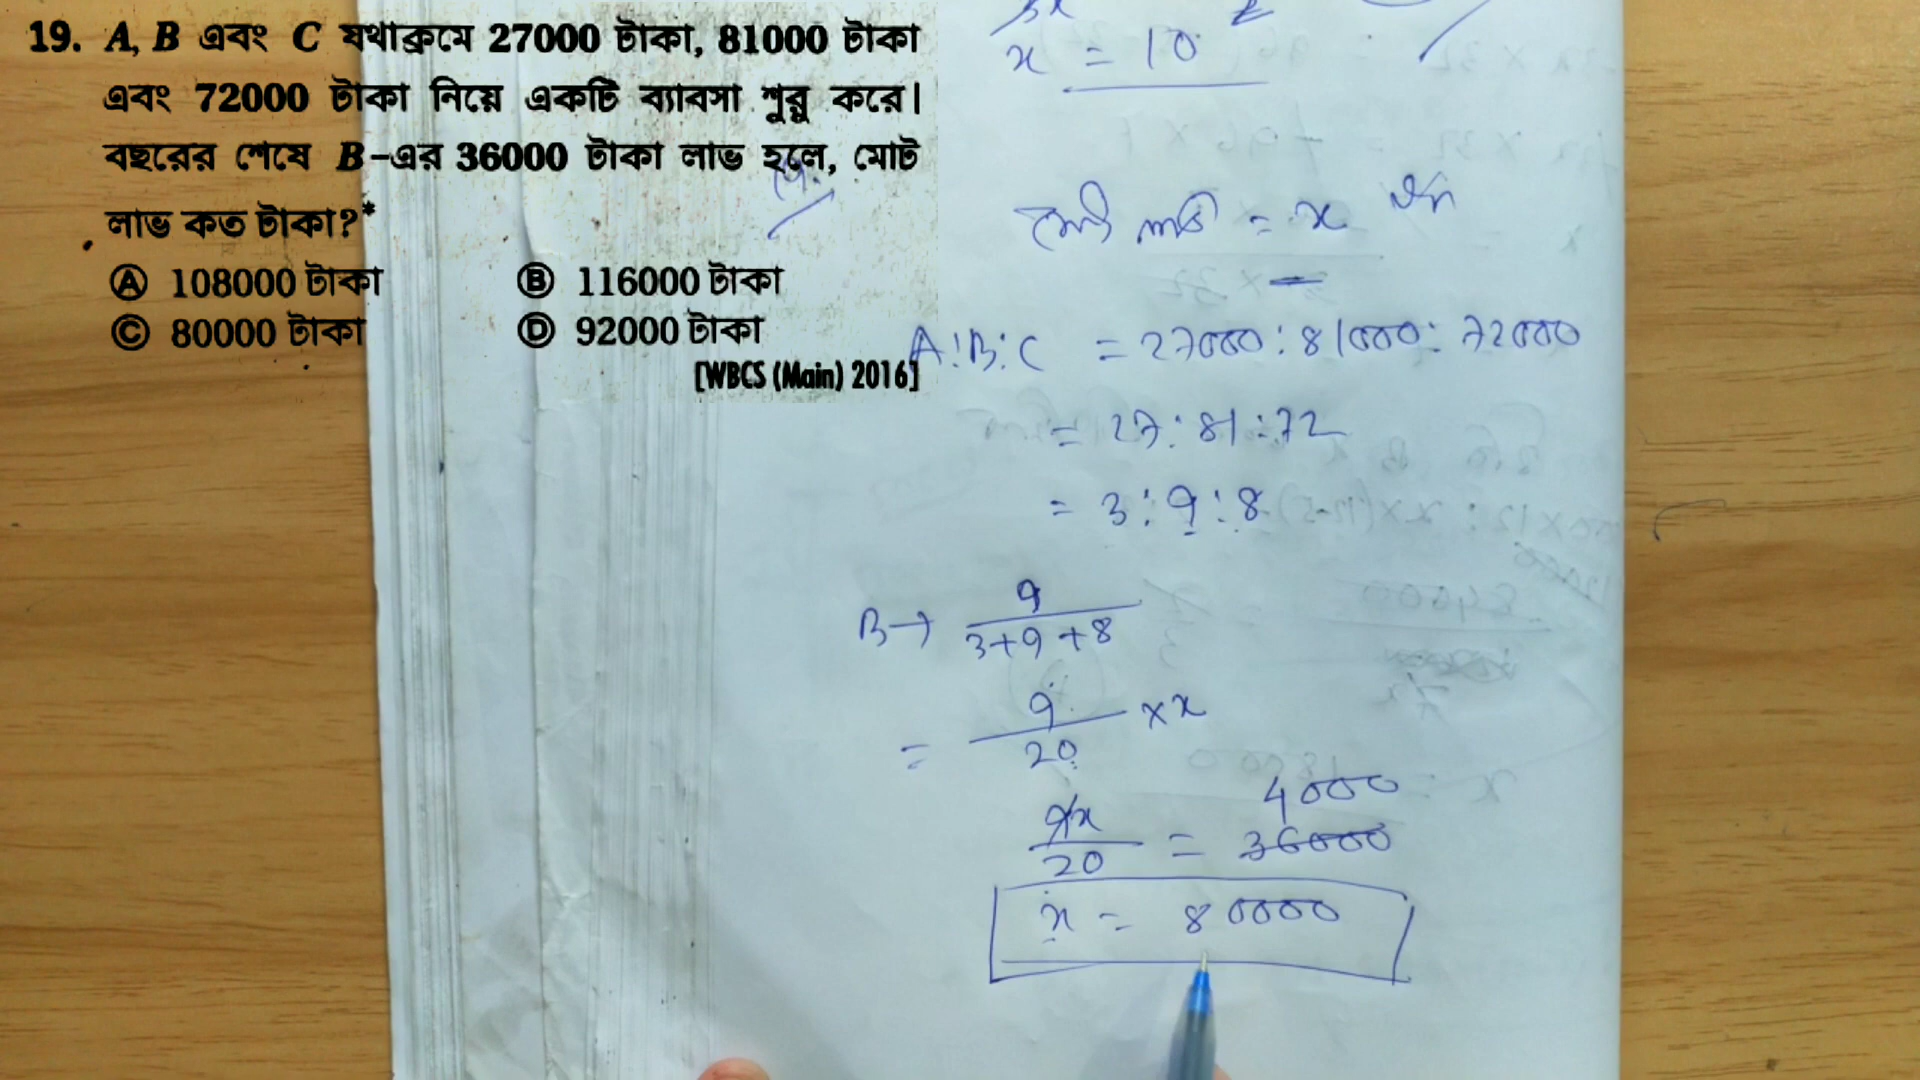 19. A, B এবং C যথাক্রমে 27000 টাকা, 81000 টাকা
এবং 72000 টাকা নিয়ে একটি ব্যাবসা শুরু করে।
বছরের শেষে B-এর 36000 টাকা লাভ হলে, মোট
লাভ কত টাকা?*
Ⓐ 108000 টাকা Ⓑ 116000 টাকা
Ⓒ 80000 টাকা Ⓓ 92000 টাকা
[WBCS (Main) 2016]
x = 10
মোট লাভ = x
A:B:C = 27000:81000:72000
= 27:81:72
= 3:9:8
B→ 9/3+9+8
= 9/20 × x
4000
9x/20 = 36000
x = 80000